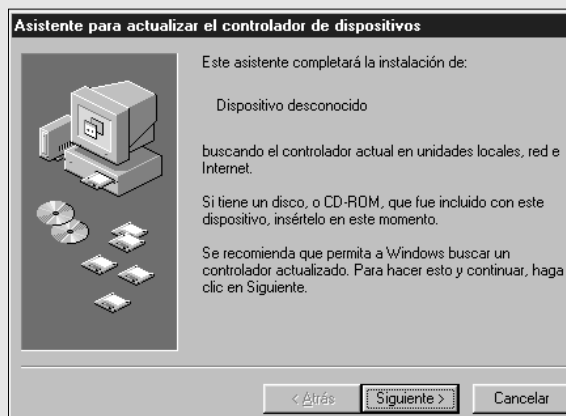 Asistente para actualizar el controlador de dispositivos
Este asistente completará la instalación de:
Dispositivo desconocido
buscando el controlador actual en unidades locales, red e
Internet.
Si tiene un disco, o CD-ROM, que fue incluido con este
dispositivo, insértelo en este momento.
Se recomienda que permita a Windows buscar un
controlador actualizado. Para hacer esto y continuar, haga
clic en Siguiente.
< Atrás
Siguiente >
Cancelar